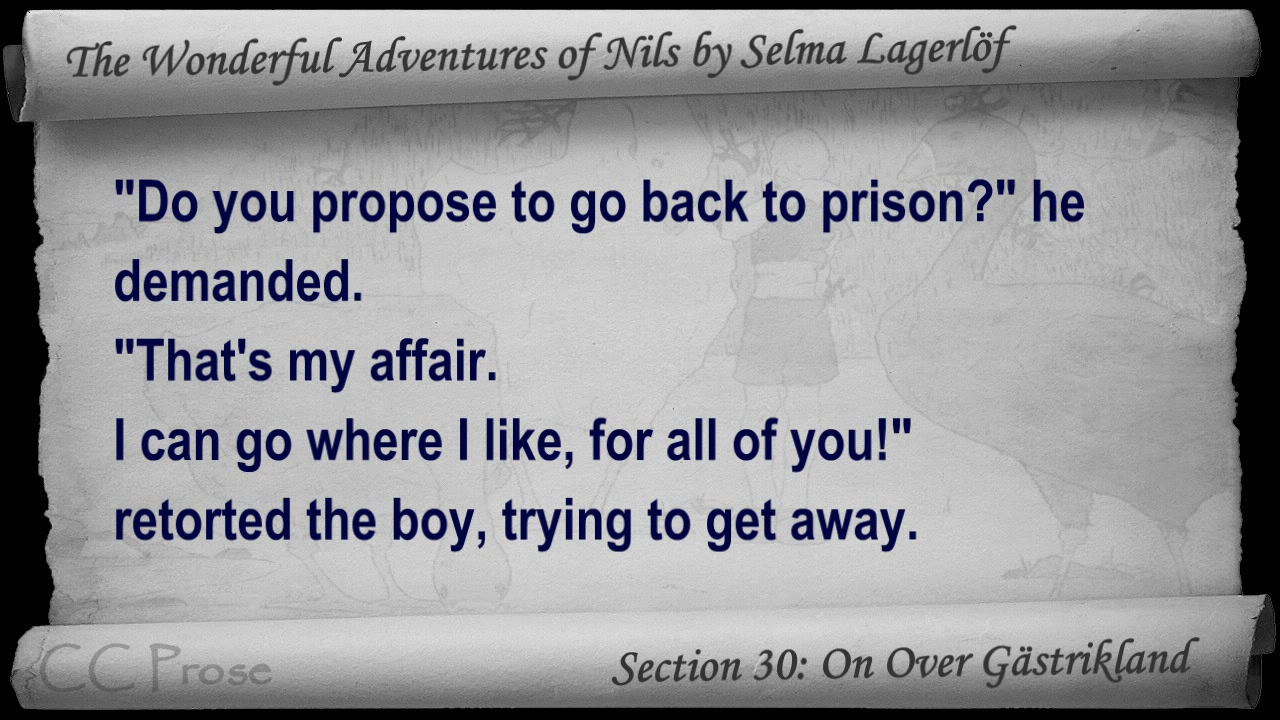 The Wonderful Adventures of Nils by Selma Lagerlöf
"Do you propose to go back to prison?" he
demanded.
"That's my affair.
I can go where I like, for all of you!"
retorted the boy, trying to get away.
CC Prose
Section 30: On Over Gästrikland